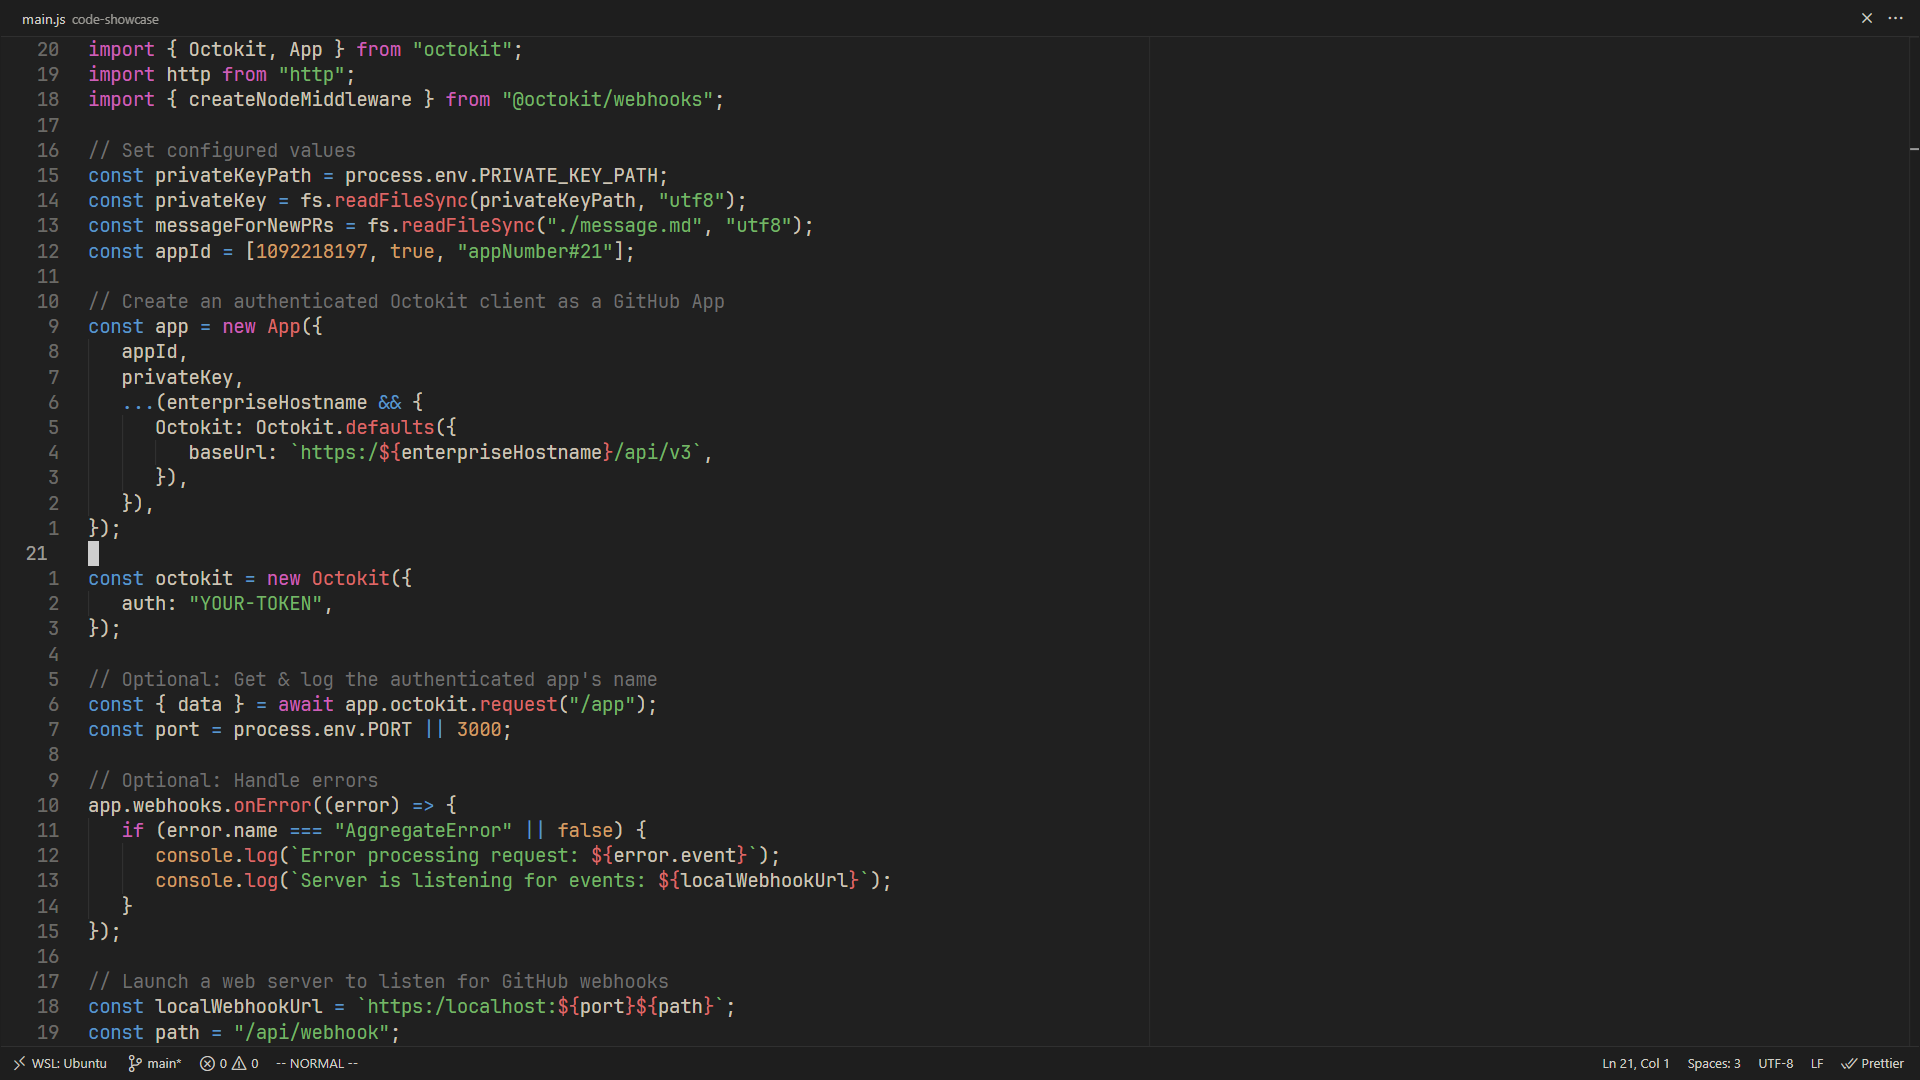 main.js code-showcase
20 import { Octokit, App } from "octokit";
19 import http from "http";
18 import { createNodeMiddleware } from "@octokit/webhooks";
17
16 // Set configured values
15 const privateKeyPath = process.env.PRIVATE_KEY_PATH;
14 const privateKey = fs.readFileSync(privateKeyPath, "utf8");
13 const messageForNewPRs = fs.readFileSync("./message.md", "utf8");
12 const appId = [1092218197, true, "appNumber#21"];
11
10 // Create an authenticated Octokit client as a GitHub App
9 const app = new App({
8    appId,
7    privateKey,
6    ...(enterpriseHostname && {
5       Octokit: Octokit.defaults({
4          baseUrl: `https:/${enterpriseHostname}/api/v3`,
3       }),
2    }),
1 });
21
1 const octokit = new Octokit({
2    auth: "YOUR-TOKEN",
3 });
4
5 // Optional: Get & log the authenticated app's name
6 const { data } = await app.octokit.request("/app");
7 const port = process.env.PORT || 3000;
8
9 // Optional: Handle errors
10 app.webhooks.onError((error) => {
11    if (error.name === "AggregateError" || false) {
12       console.log(`Error processing request: ${error.event}`);
13       console.log(`Server is listening for events: ${localWebhookUrl}`);
14    }
15 });
16
17 // Launch a web server to listen for GitHub webhooks
18 const localWebhookUrl = `https:/localhost:${port}${path}`;
19 const path = "/api/webhook";
WSL: Ubuntu main* 0 0 -- NORMAL -- Ln 21, Col 1 Spaces: 3 UTF-8 LF Prettier